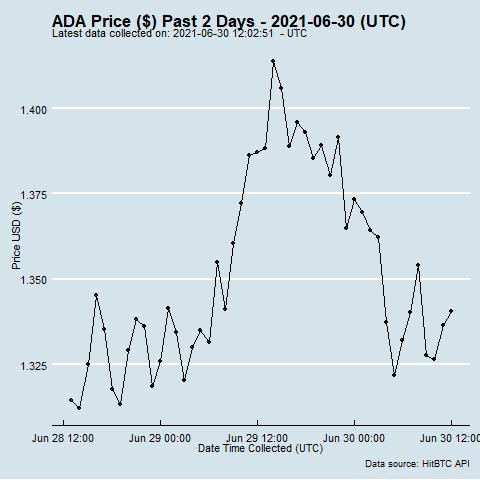 ADA Price ($) Past 2 Days - 2021-06-30 (UTC)
Latest data collected on: 2021-06-30 12:02:51 - UTC
1.400
1.375
1.350
1.325
Price USD ($)
Jun 28 12:00 Jun 29 00:00 Jun 29 12:00 Jun 30 00:00 Jun 30 12:00
Date Time Collected (UTC)
Data source: HitBTC API